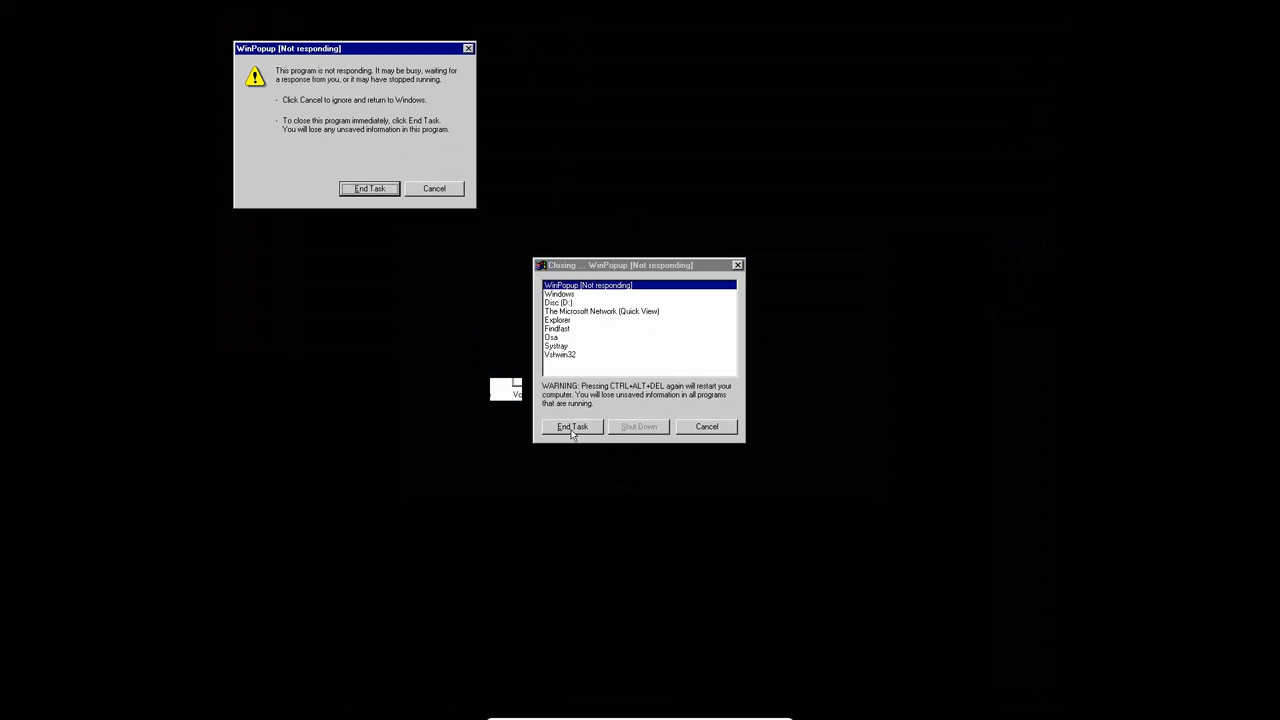 WinPopup [Not responding]
This program is not responding. It may be busy, waiting for
a response from you, or it may have stopped running.
- Click Cancel to ignore and return to Windows.
- To close this program immediately, click End Task.
You will lose any unsaved information in this program.
End Task Cancel
Closing ... WinPopup [Not responding]
WinPopup [Not responding]
Windows
Disc (D:)
The Microsoft Network (Quick View)
Explorer
Findfast
Osa
Systray
Vshwin32
WARNING: Pressing CTRL+ALT+DEL again will restart your
computer. You will lose unsaved information in all programs
that are running.
End Task Shut Down Cancel